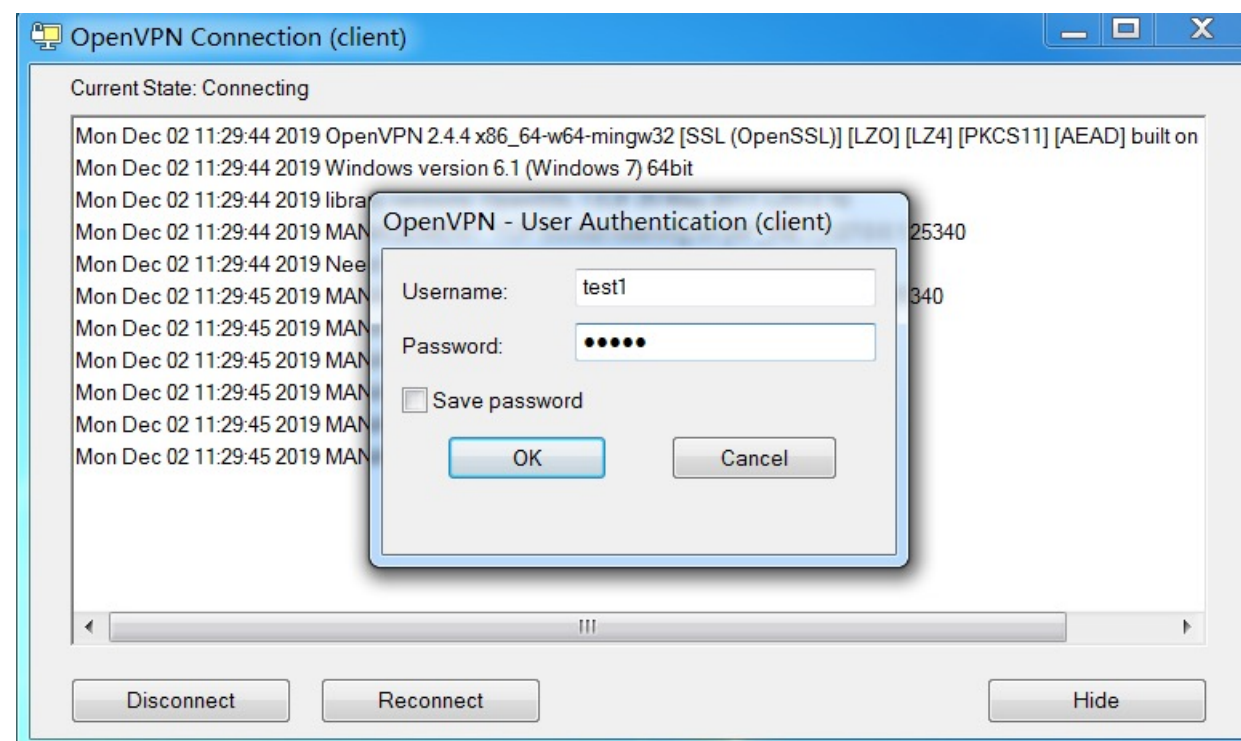 OpenVPN Connection (client)
Current State: Connecting
Mon Dec 02 11:29:44 2019 OpenVPN 2.4.4 x86_64-w64-mingw32 [SSL (OpenSSL)] [LZO] [LZ4] [PKCS11] [AEAD] built on
Mon Dec 02 11:29:44 2019 Windows version 6.1 (Windows 7) 64bit
Mon Dec 02 11:29:44 2019 libra
Mon Dec 02 11:29:44 2019 MAN 25340
Mon Dec 02 11:29:44 2019 Nee
Mon Dec 02 11:29:45 2019 MAN 340
Mon Dec 02 11:29:45 2019 MAN
Mon Dec 02 11:29:45 2019 MAN
Mon Dec 02 11:29:45 2019 MAN
Mon Dec 02 11:29:45 2019 MAN
Mon Dec 02 11:29:45 2019 MAN
OpenVPN - User Authentication (client)
Username: test1
Password: •••••
Save password
OK Cancel
Disconnect Reconnect Hide